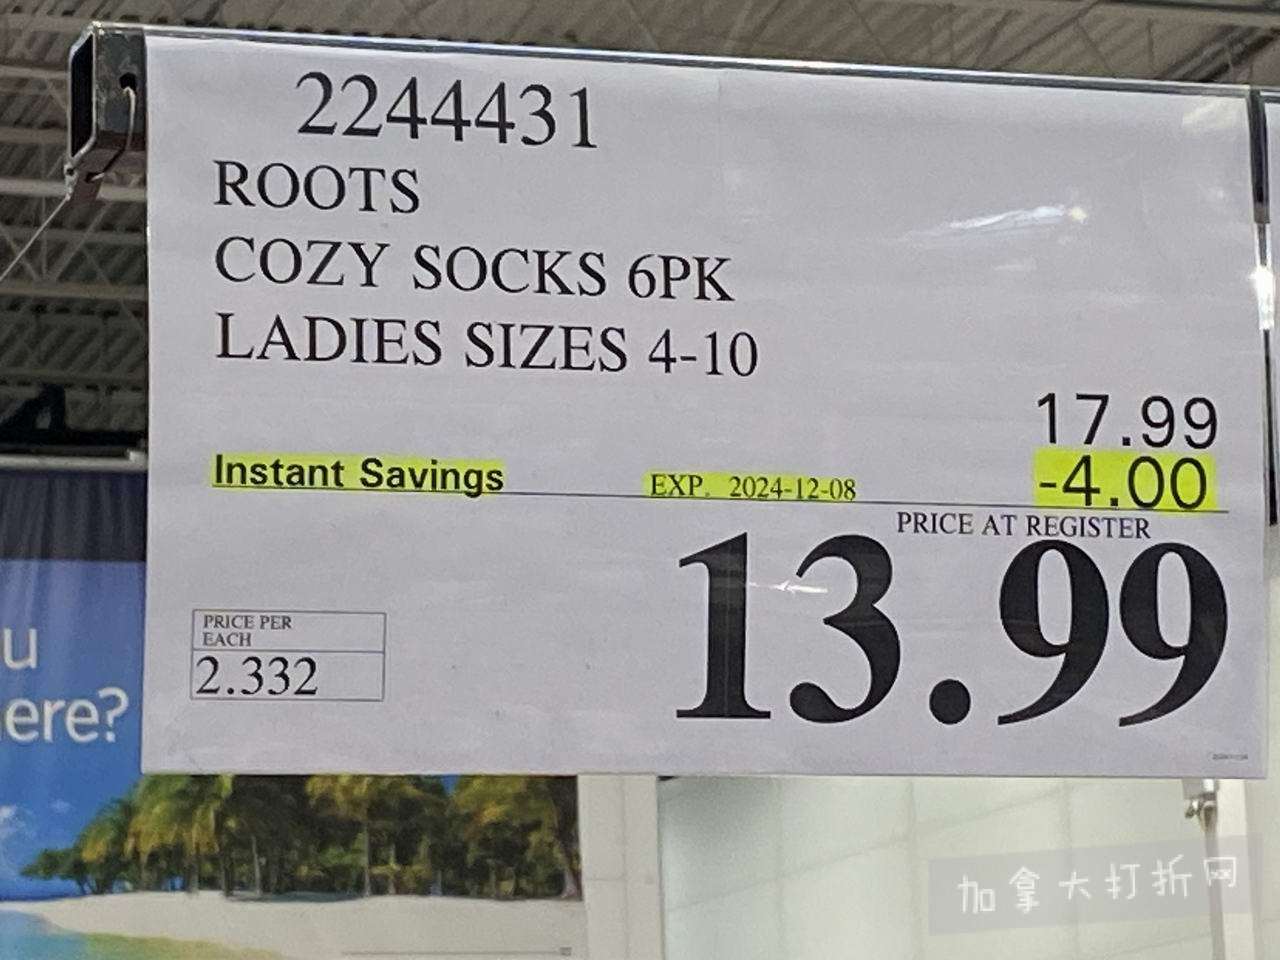 2244431
ROOTS
COZY SOCKS 6PK
LADIES SIZES 4-10
17.99
Instant Savings EXP. 2024-12-08 -4.00
PRICE AT REGISTER
13.99
PRICE PER
EACH
2.332
u
ere?
加拿大打折网